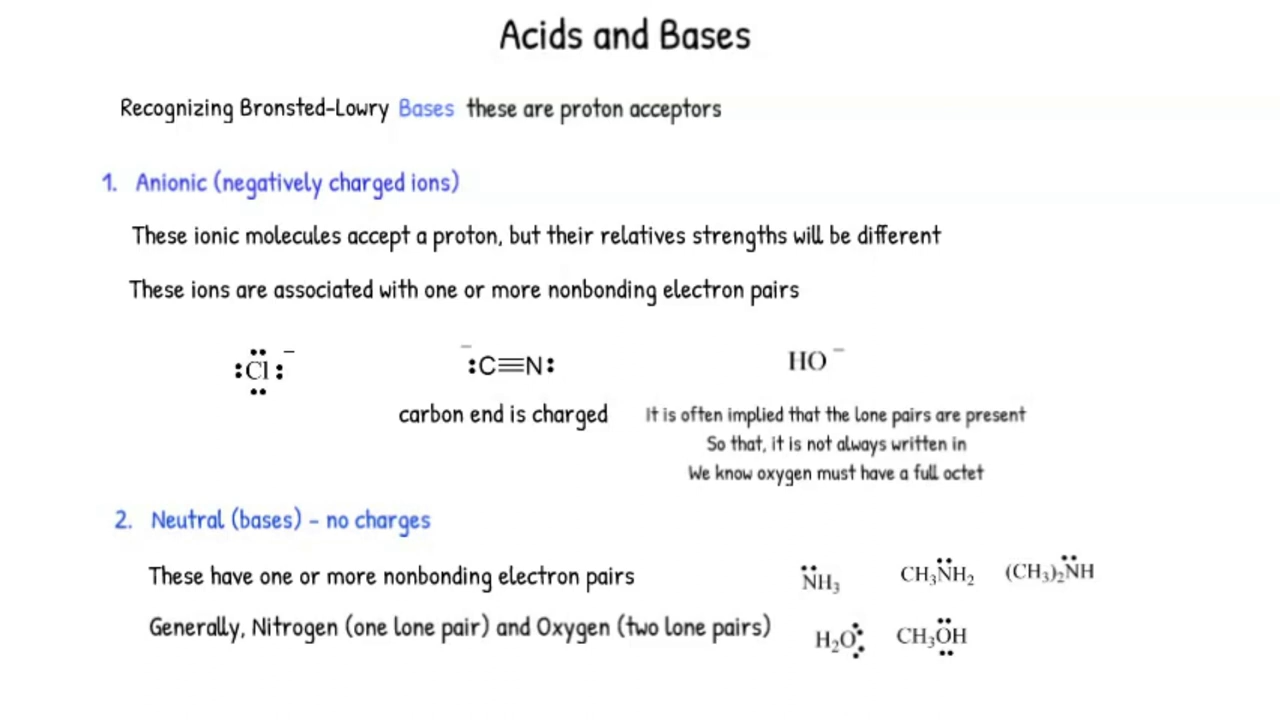 Acids and Bases
Recognizing Bronsted-Lowry Bases these are proton acceptors
1. Anionic (negatively charged ions)
These ionic molecules accept a proton, but their relatives strengths will be different
These ions are associated with one or more nonbonding electron pairs
:Cl:⁻ :C≡N: HO⁻
carbon end is charged
It is often implied that the lone pairs are present
So that, it is not always written in
We know oxygen must have a full octet
2. Neutral (bases) - no charges
These have one or more nonbonding electron pairs
NH₃ CH₃NH₂ (CH₃)₂NH
Generally, Nitrogen (one lone pair) and Oxygen (two lone pairs)
H₂O CH₃OH